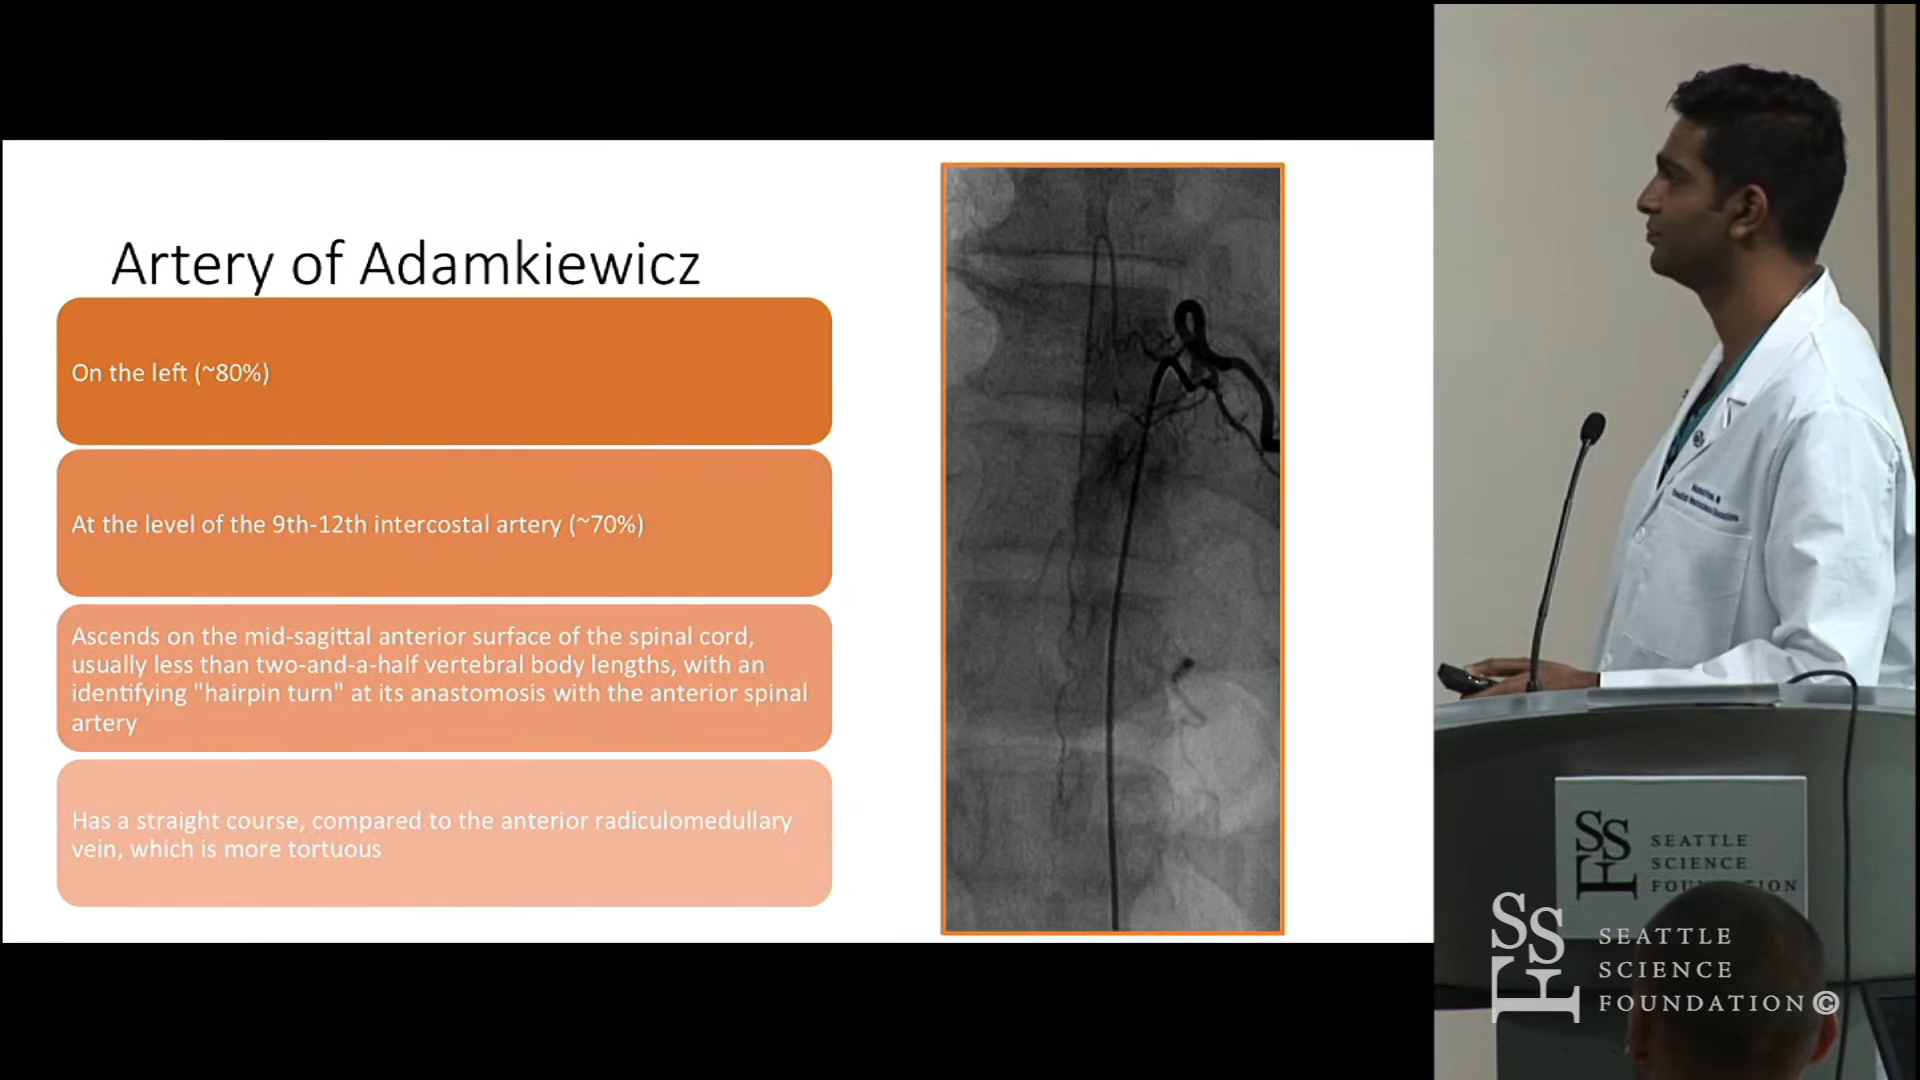 Artery of Adamkiewicz
On the left (~80%)
At the level of the 9th-12th intercostal artery (~70%)
Ascends on the mid-sagittal anterior surface of the spinal cord,
usually less than two-and-a-half vertebral body lengths, with an
identifying "hairpin turn" at its anastomosis with the anterior spinal
artery
Has a straight course, compared to the anterior radiculomedullary
vein, which is more tortuous
SSF
SEATTLE
SCIENCE
SSF
SEATTLE
SCIENCE
FOUNDATION©